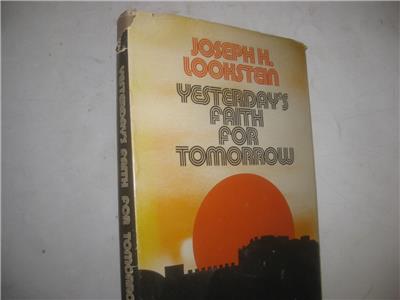 JOSEPH H.
LOOKSTEIN
YESTERDAY'S
FAITH
FOR
TOMORROW
YESTERDAY'S FAITH FOR TOMORROW